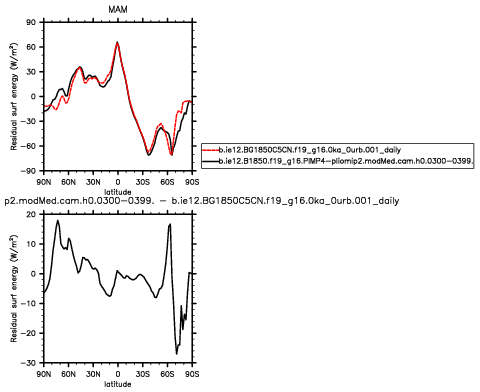 MAM
Residual surf energy (W/m²)
90
60
30
0
−30
−60
−90
90N 60N 30N 0 30S 60S 90S
latitude
b.ie12.BG1850C5CN.f19_g16.0ka_0urb.001_daily
b.ie12.B1850.f19_g16.PlMP4−pliomip2.modMed.cam.h0.0300−0399.
p2.modMed.cam.h0.0300−0399. − b.ie12.BG1850C5CN.f19_g16.0ka_0urb.001_daily
Residual surf energy (W/m²)
20
10
0
−10
−20
−30
90N 60N 30N 0 30S 60S 90S
latitude